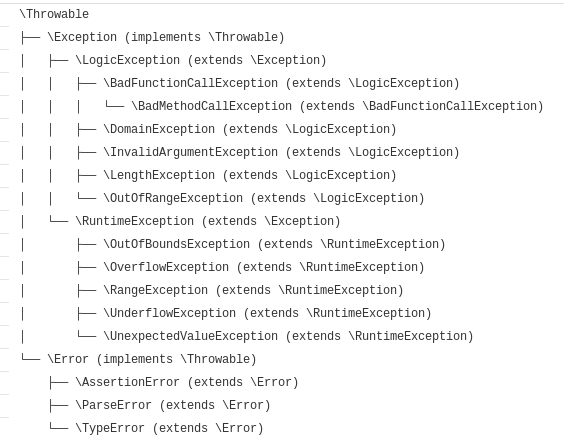 \Throwable
├── \Exception (implements \Throwable)
│   ├── \LogicException (extends \Exception)
│   │   ├── \BadFunctionCallException (extends \LogicException)
│   │   │   └── \BadMethodCallException (extends \BadFunctionCallException)
│   │   ├── \DomainException (extends \LogicException)
│   │   ├── \InvalidArgumentException (extends \LogicException)
│   │   ├── \LengthException (extends \LogicException)
│   │   └── \OutOfRangeException (extends \LogicException)
│   └── \RuntimeException (extends \Exception)
│       ├── \OutOfBoundsException (extends \RuntimeException)
│       ├── \OverflowException (extends \RuntimeException)
│       ├── \RangeException (extends \RuntimeException)
│       ├── \UnderflowException (extends \RuntimeException)
│       └── \UnexpectedValueException (extends \RuntimeException)
└── \Error (implements \Throwable)
    ├── \AssertionError (extends \Error)
    ├── \ParseError (extends \Error)
    └── \TypeError (extends \Error)